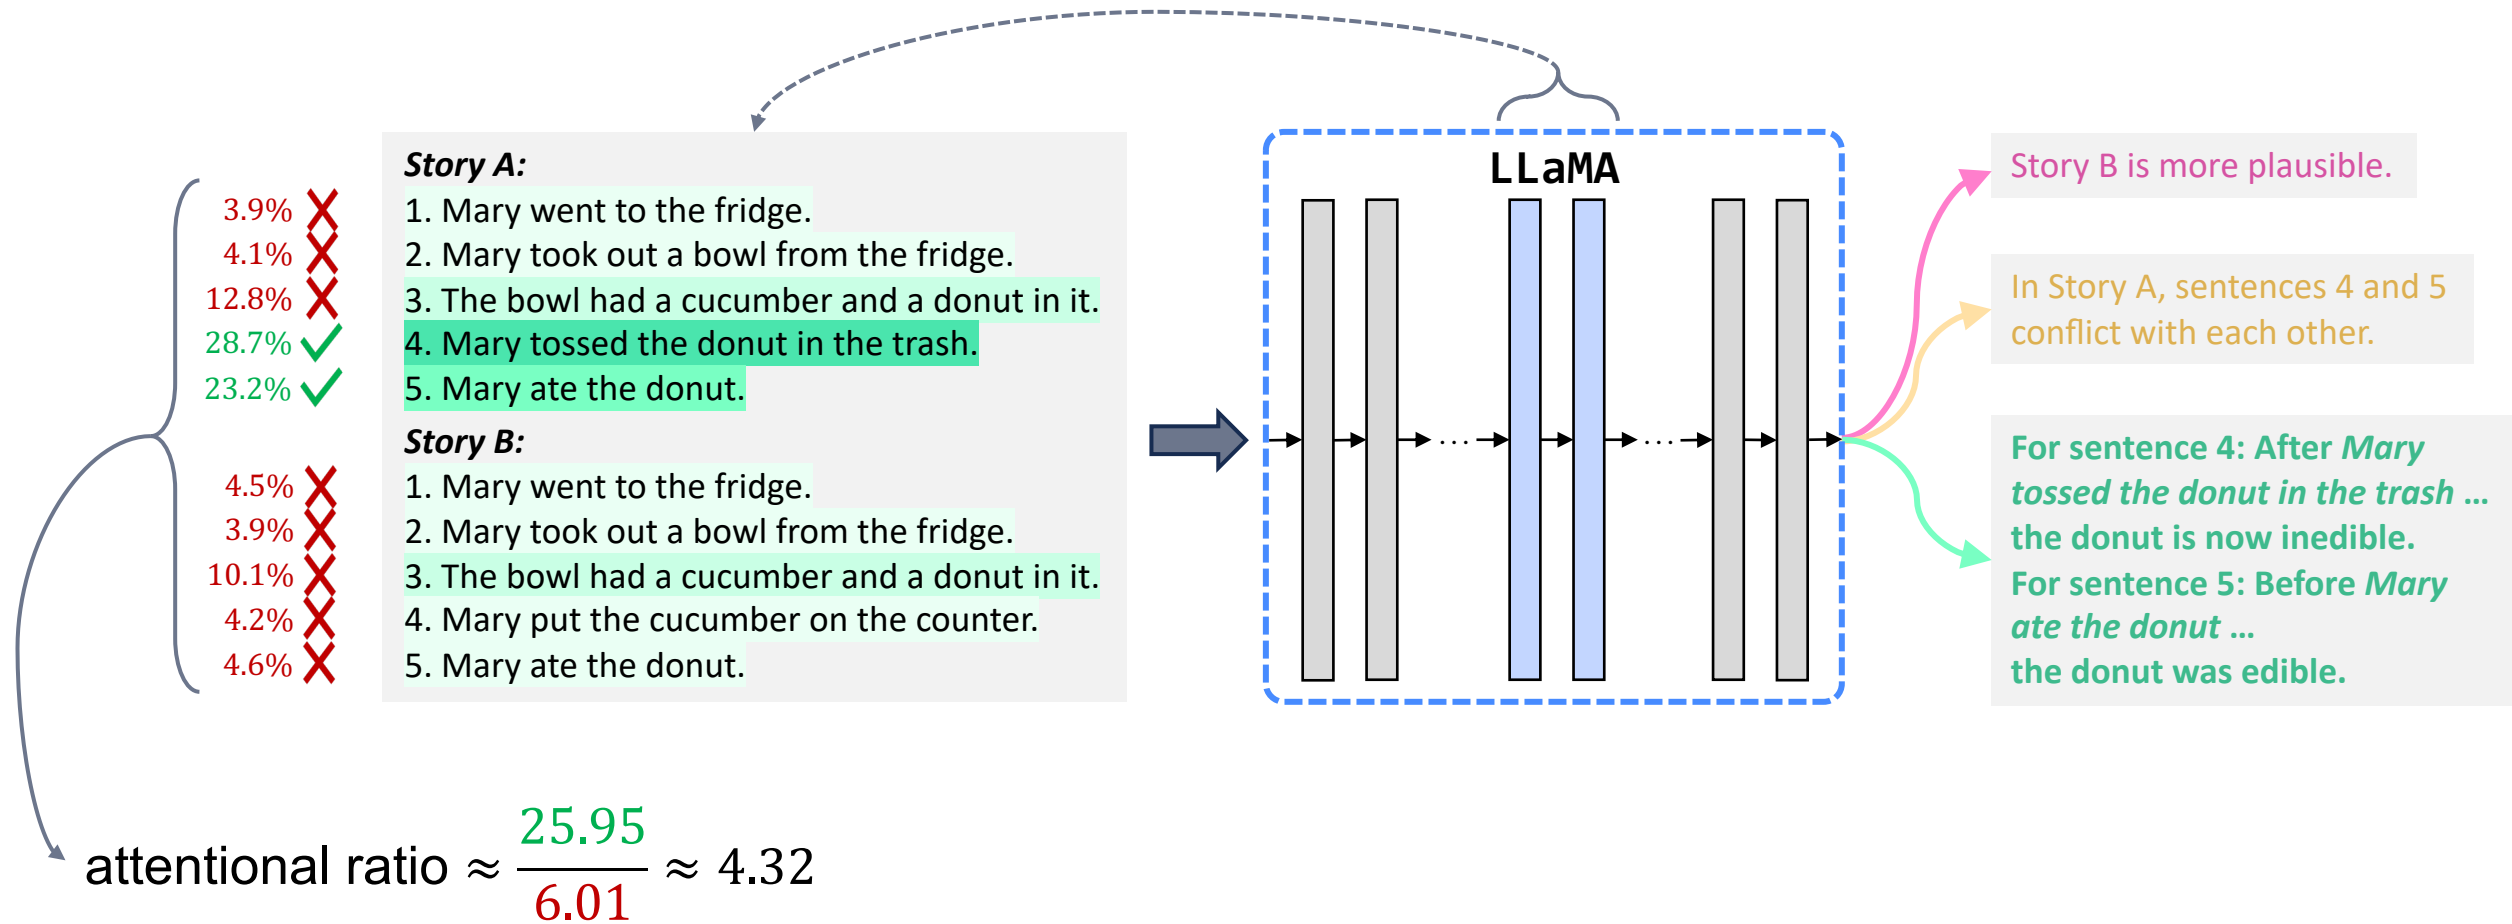 Story A:
3.9% 1. Mary went to the fridge.
4.1% 2. Mary took out a bowl from the fridge.
12.8% 3. The bowl had a cucumber and a donut in it.
28.7% 4. Mary tossed the donut in the trash.
23.2% 5. Mary ate the donut.
Story B:
4.5% 1. Mary went to the fridge.
3.9% 2. Mary took out a bowl from the fridge.
10.1% 3. The bowl had a cucumber and a donut in it.
4.2% 4. Mary put the cucumber on the counter.
4.6% 5. Mary ate the donut.
LLaMA
... ...
Story B is more plausible.
In Story A, sentences 4 and 5
conflict with each other.
For sentence 4: After Mary
tossed the donut in the trash ...
the donut is now inedible.
For sentence 5: Before Mary
ate the donut ...
the donut was edible.
attentional ratio ≈ 25.95 / 6.01 ≈ 4.32